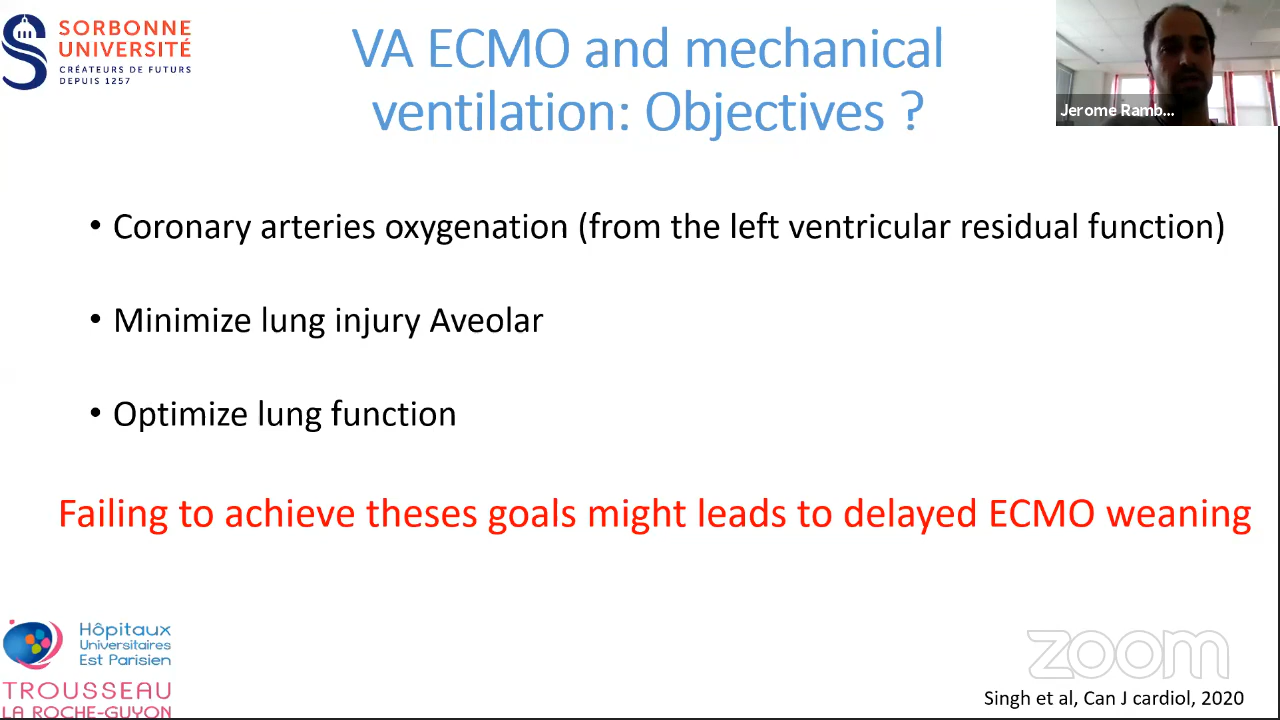 SORBONNE
UNIVERSITÉ
CRÉATEURS DE FUTURS
DEPUIS 1257
VA ECMO and mechanical
ventilation: Objectives ?
Jerome Ramb...
• Coronary arteries oxygenation (from the left ventricular residual function)
• Minimize lung injury Aveolar
• Optimize lung function
Failing to achieve theses goals might leads to delayed ECMO weaning
Hôpitaux
Universitaires
Est Parisien
TROUSSEAU
LA ROCHE-GUYON
zoom
Singh et al, Can J cardiol, 2020